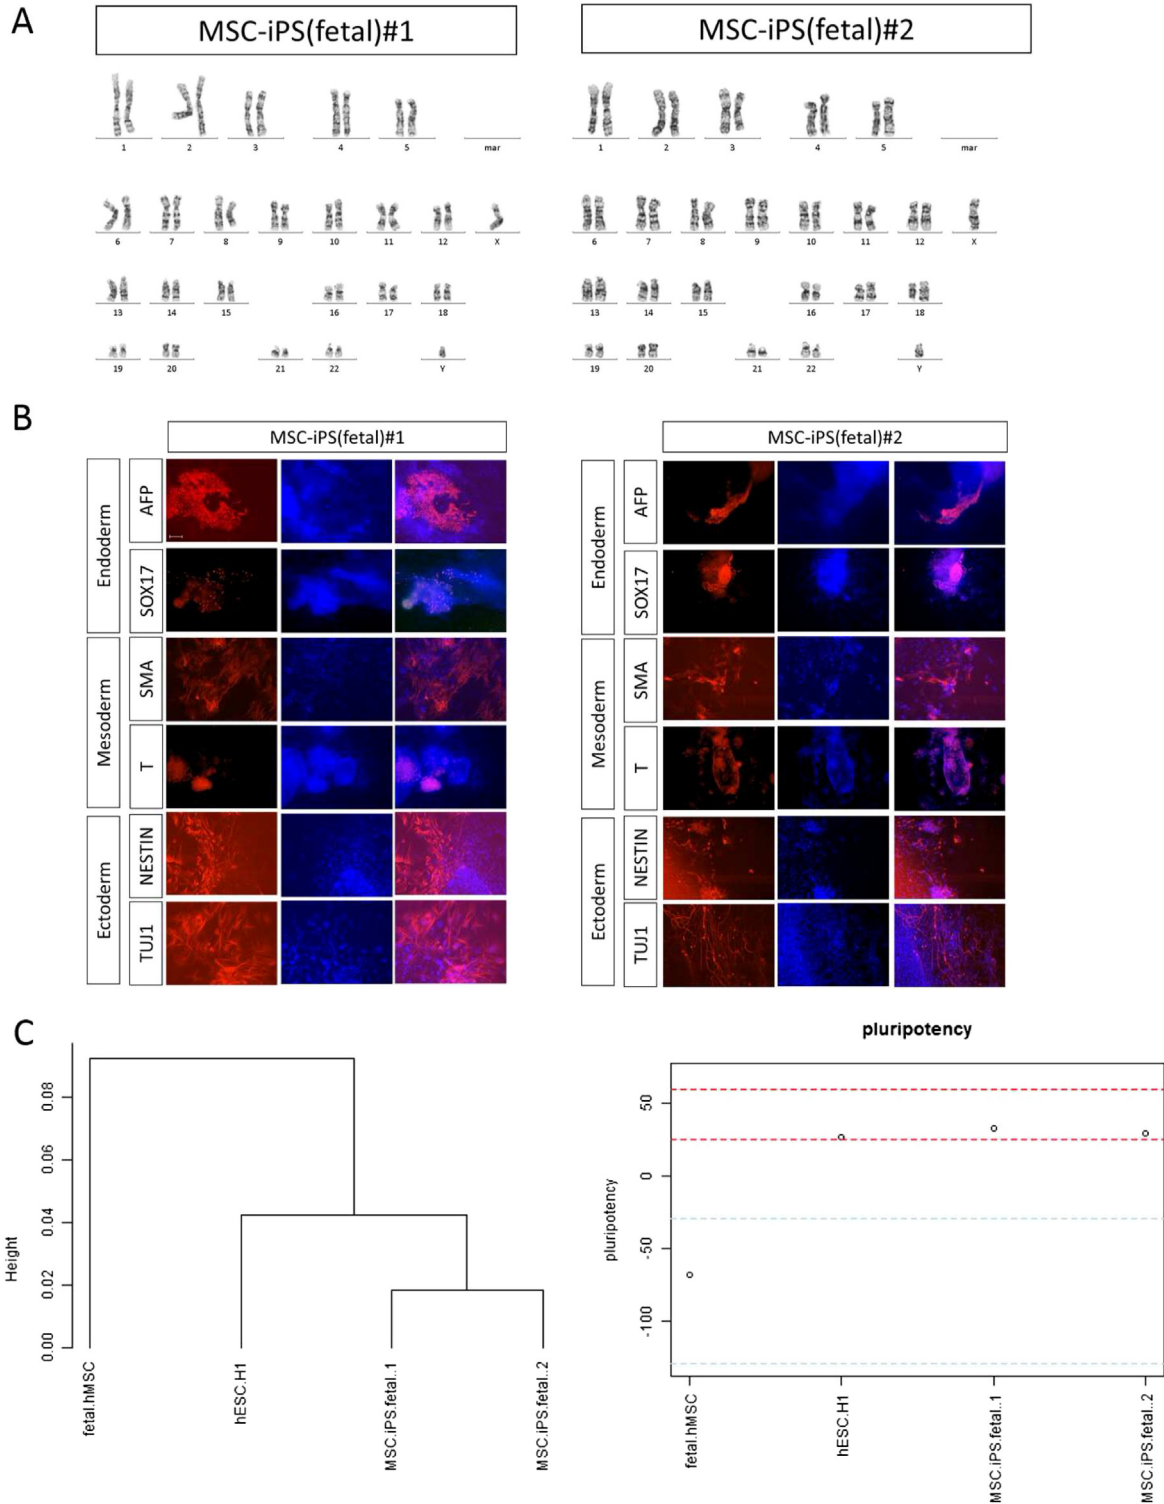 A
MSC-iPS(fetal)#1
MSC-iPS(fetal)#2
1 2 3 4 5 mar
1 2 3 4 5 mar
6 7 8 9 10 11 12 X
6 7 8 9 10 11 12 X
13 14 15 16 17 18
13 14 15 16 17 18
19 20 21 22 Y
19 20 21 22 Y
B
MSC-iPS(fetal)#1
Endoderm
AFP
SOX17
Mesoderm
SMA
T
Ectoderm
NESTIN
TUJ1
MSC-iPS(fetal)#2
Endoderm
AFP
SOX17
Mesoderm
SMA
T
Ectoderm
NESTIN
TUJ1
C
Height
0.08
0.06
0.04
0.02
0.00
fetal.hMSC
hESC.H1
MSC.iPS.fetal..1
MSC.iPS.fetal..2
pluripotency
pluripotency
50
0
-50
-100
fetal.hMSC
hESC.H1
MSC.iPS.fetal..1
MSC.iPS.fetal..2